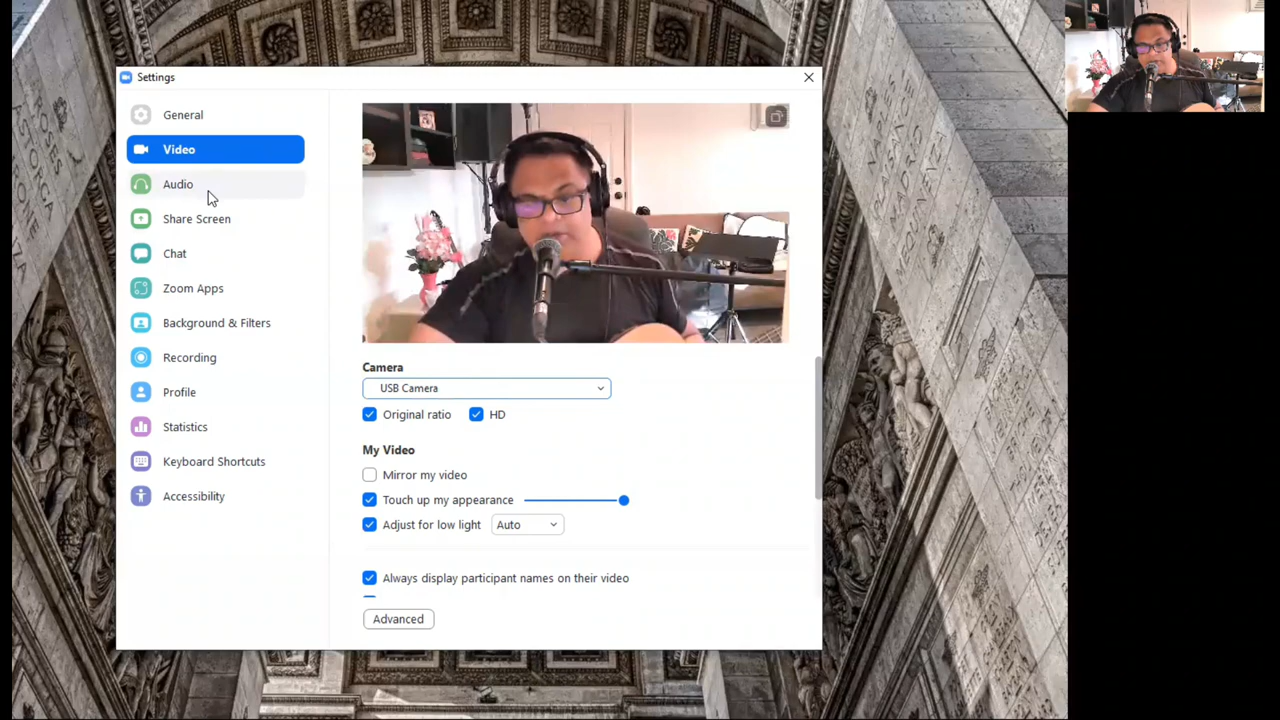 Settings
General
Video
Audio
Share Screen
Chat
Zoom Apps
Background & Filters
Recording
Profile
Statistics
Keyboard Shortcuts
Accessibility
Camera
USB Camera
Original ratio
HD
My Video
Mirror my video
Touch up my appearance
Adjust for low light
Auto
Always display participant names on their video
Advanced